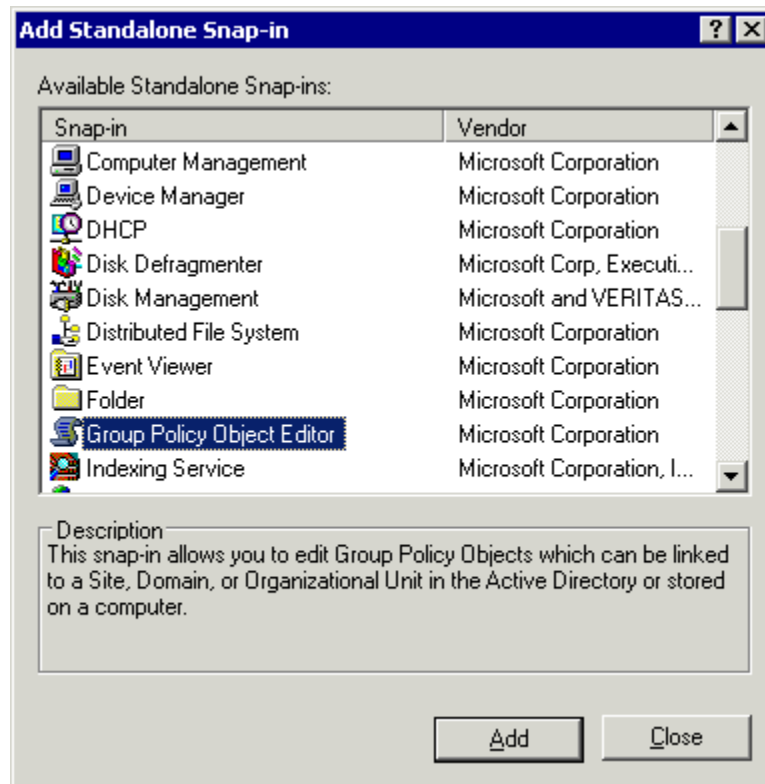 Add Standalone Snap-in
Available Standalone Snap-ins:
Snap-in Vendor
Computer Management Microsoft Corporation
Device Manager Microsoft Corporation
DHCP Microsoft Corporation
Disk Defragmenter Microsoft Corp, Executi...
Disk Management Microsoft and VERITAS...
Distributed File System Microsoft Corporation
Event Viewer Microsoft Corporation
Folder Microsoft Corporation
Group Policy Object Editor Microsoft Corporation
Indexing Service Microsoft Corporation, I...
Description
This snap-in allows you to edit Group Policy Objects which can be linked
to a Site, Domain, or Organizational Unit in the Active Directory or stored
on a computer.
Add Close